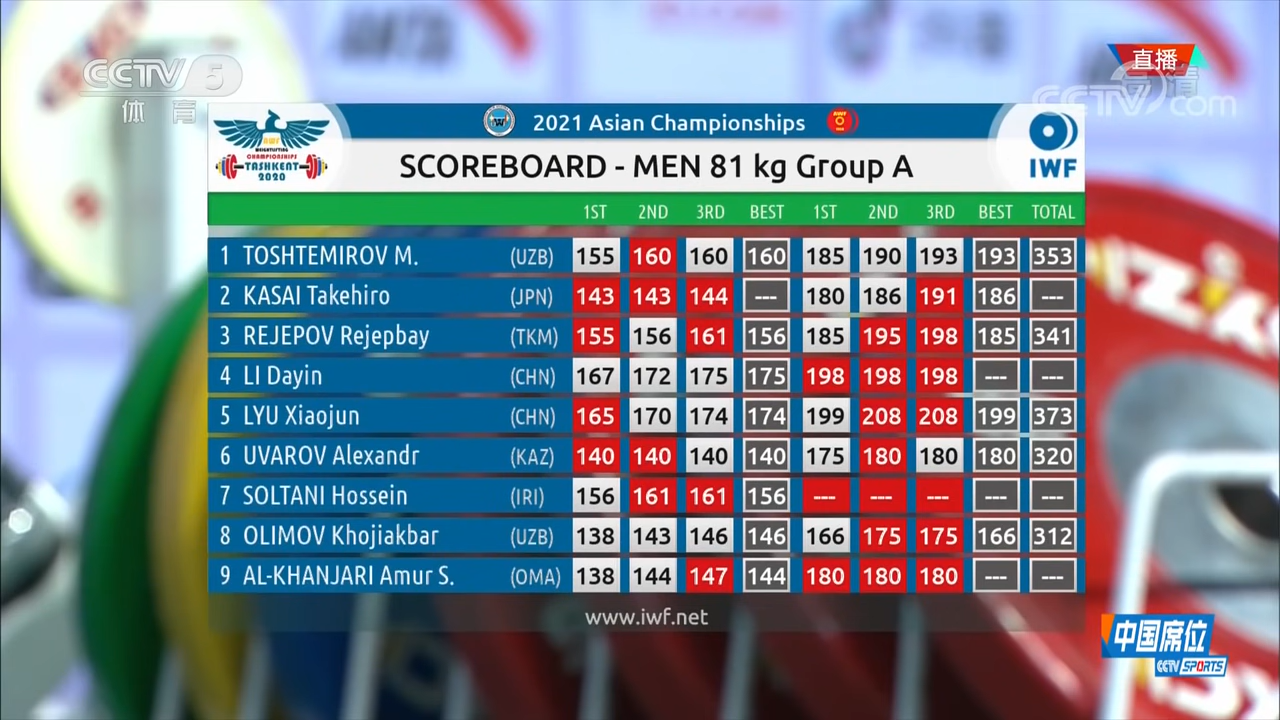 CCTV 5
体育
直播
高清
CCTV.com
AWF
WEIGHTLIFTING
CHAMPIONSHIPS
TASHKENT
2020
2021 Asian Championships
SCOREBOARD - MEN 81 kg Group A
IWF
1ST 2ND 3RD BEST 1ST 2ND 3RD BEST TOTAL
1 TOSHTEMIROV M. (UZB) 155 160 160 160 185 190 193 193 353
2 KASAI Takehiro (JPN) 143 143 144 --- 180 186 191 186 ---
3 REJEPOV Rejepbay (TKM) 155 156 161 156 185 195 198 185 341
4 LI Dayin (CHN) 167 172 175 175 198 198 198 --- ---
5 LYU Xiaojun (CHN) 165 170 174 174 199 208 208 199 373
6 UVAROV Alexandr (KAZ) 140 140 140 140 175 180 180 180 320
7 SOLTANI Hossein (IRI) 156 161 161 156 --- --- --- --- ---
8 OLIMOV Khojiakbar (UZB) 138 143 146 146 166 175 175 166 312
9 AL-KHANJARI Amur S. (OMA) 138 144 147 144 180 180 180 --- ---
www.iwf.net
中国席位
CCTV SPORTS